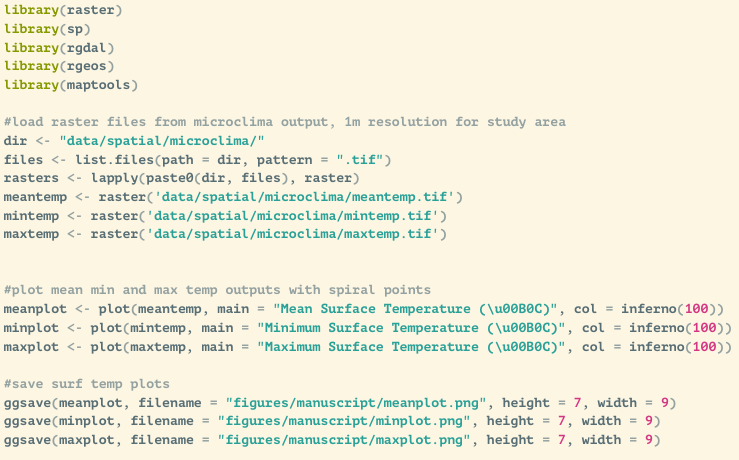 library(raster)
library(sp)
library(rgdal)
library(rgeos)
library(maptools)
#load raster files from microclima output, 1m resolution for study area
dir <- "data/spatial/microclima/"
files <- list.files(path = dir, pattern = ".tif")
rasters <- lapply(paste0(dir, files), raster)
meantemp <- raster('data/spatial/microclima/meantemp.tif')
mintemp <- raster('data/spatial/microclima/mintemp.tif')
maxtemp <- raster('data/spatial/microclima/maxtemp.tif')
#plot mean min and max temp outputs with spiral points
meanplot <- plot(meantemp, main = "Mean Surface Temperature (\u00B0C)", col = inferno(100))
minplot <- plot(mintemp, main = "Minimum Surface Temperature (\u00B0C)", col = inferno(100))
maxplot <- plot(maxtemp, main = "Maximum Surface Temperature (\u00B0C)", col = inferno(100))
#save surf temp plots
ggsave(meanplot, filename = "figures/manuscript/meanplot.png", height = 7, width = 9)
ggsave(minplot, filename = "figures/manuscript/minplot.png", height = 7, width = 9)
ggsave(maxplot, filename = "figures/manuscript/maxplot.png", height = 7, width = 9)